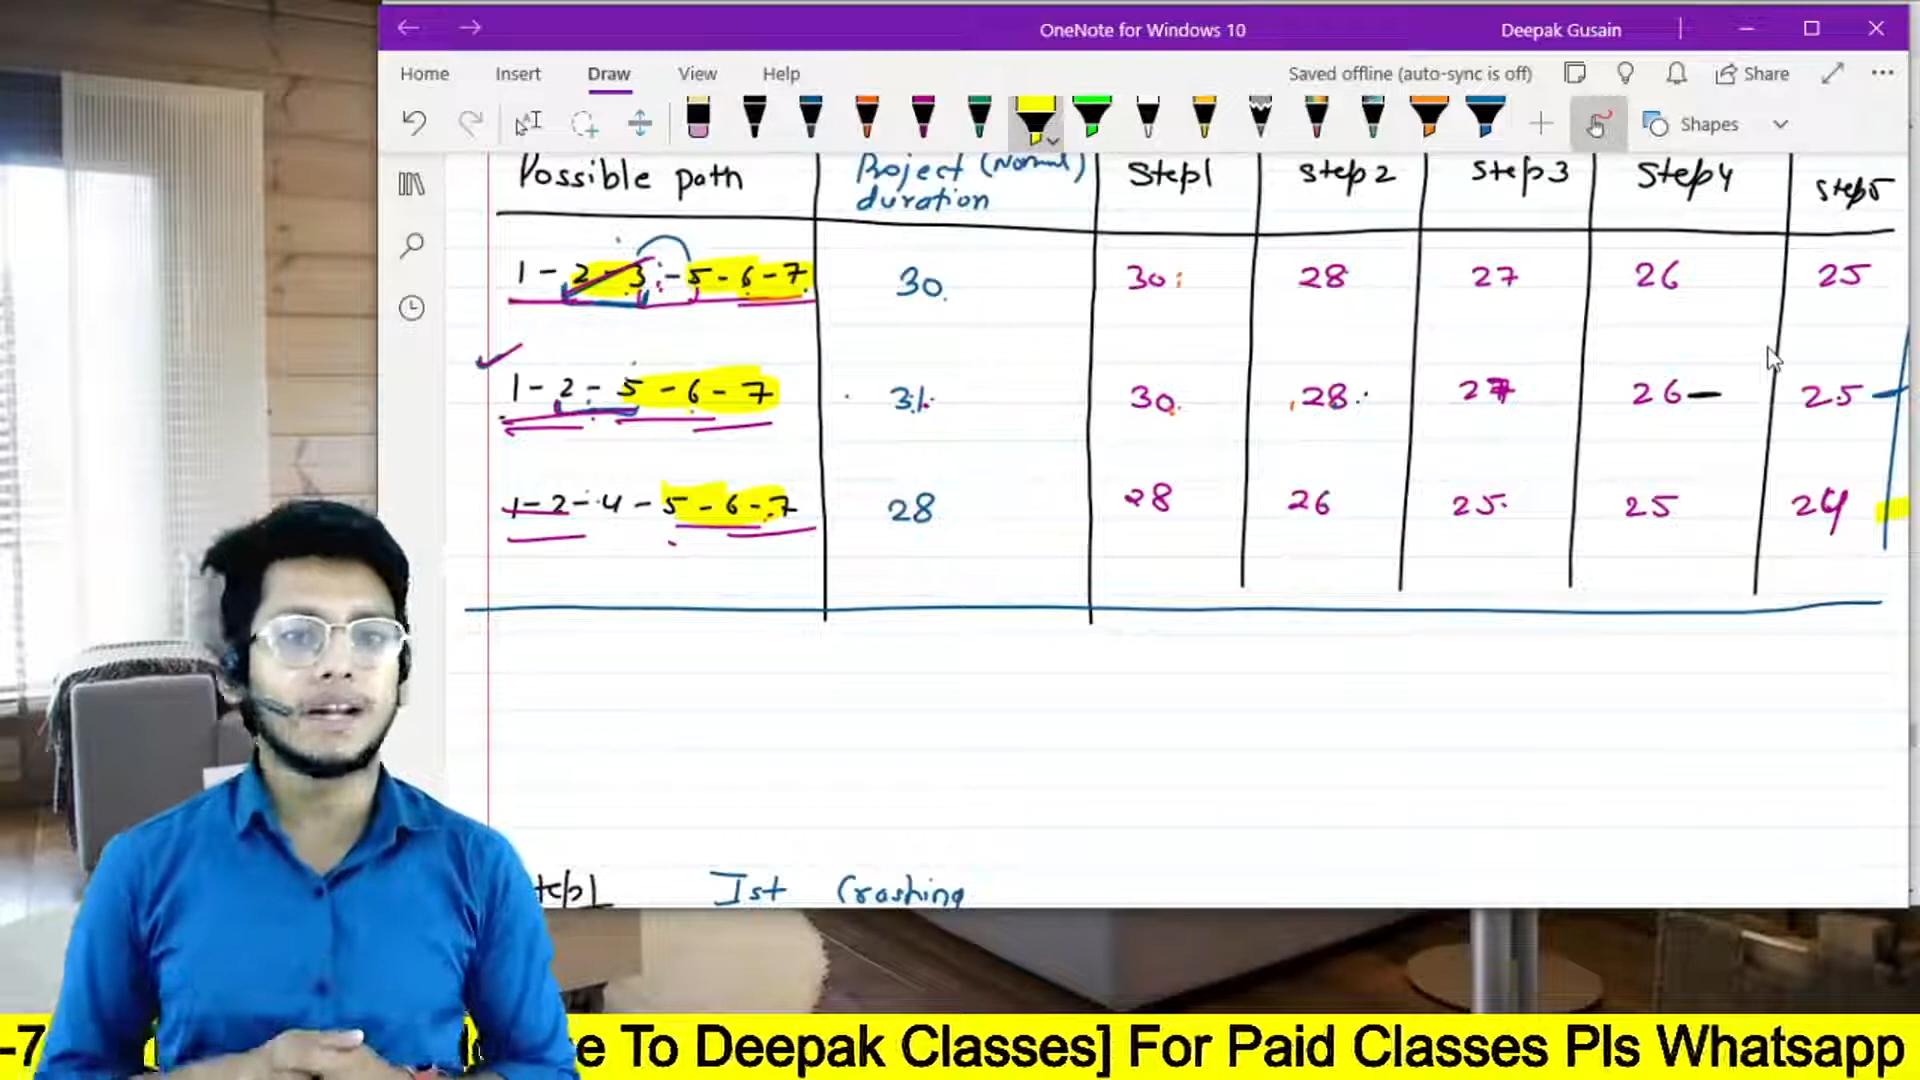 OneNote for Windows 10
Deepak Gusain
Home Insert Draw View Help
Saved offline (auto-sync is off)
Share
Shapes
Possible path Project (Normal) duration Step1 Step2 Step3 Step4 Step5
1 - 2 - 3 - 5 - 6 - 7 30 30 28 27 26 25
1 - 2 - 5 - 6 - 7 31 30 28 27 26 25
1 - 2 - 4 - 5 - 6 - 7 28 28 26 25 25 24
step1 Ist Crashing
-7 e To Deepak Classes] For Paid Classes Pls Whatsapp